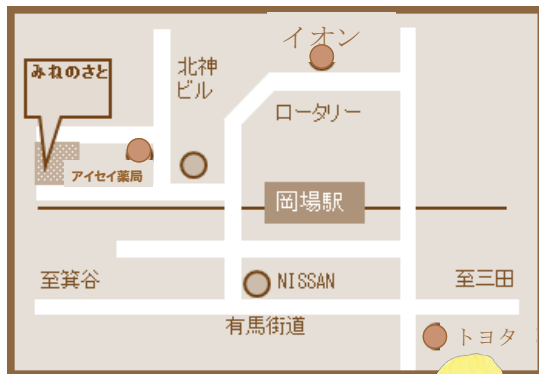 イオン
北神
ビル
みねのさと
ロータリー
アイセイ薬局
岡場駅
至箕谷
NISSAN
至三田
有馬街道
トヨタ